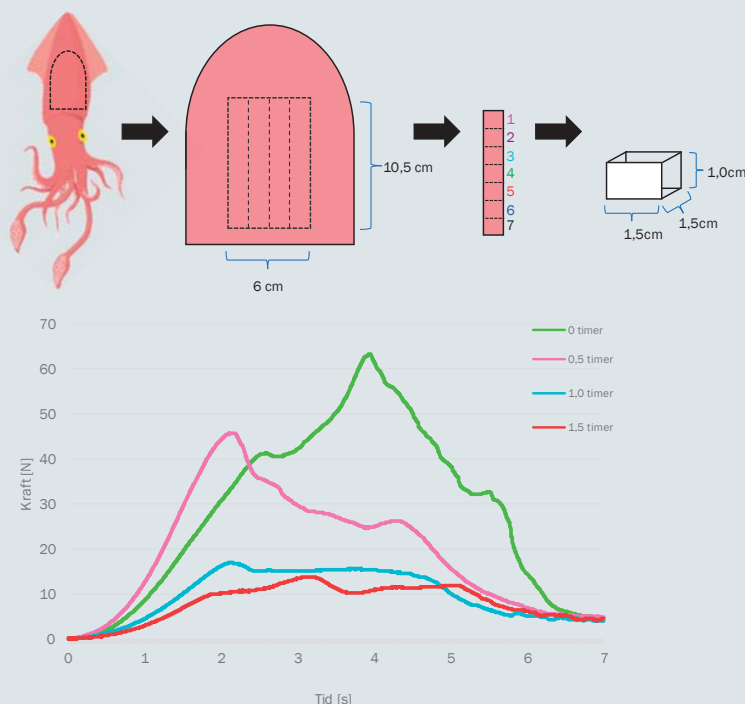 1
2
3
4
5
6
7
10,5 cm
6 cm
1,0cm
1,5cm
1,5cm
70
60
50
40
30
20
10
0
Kraft [N]
0 timer
0,5 timer
1,0 timer
1,5 timer
0 1 2 3 4 5 6 7
Tid [s]